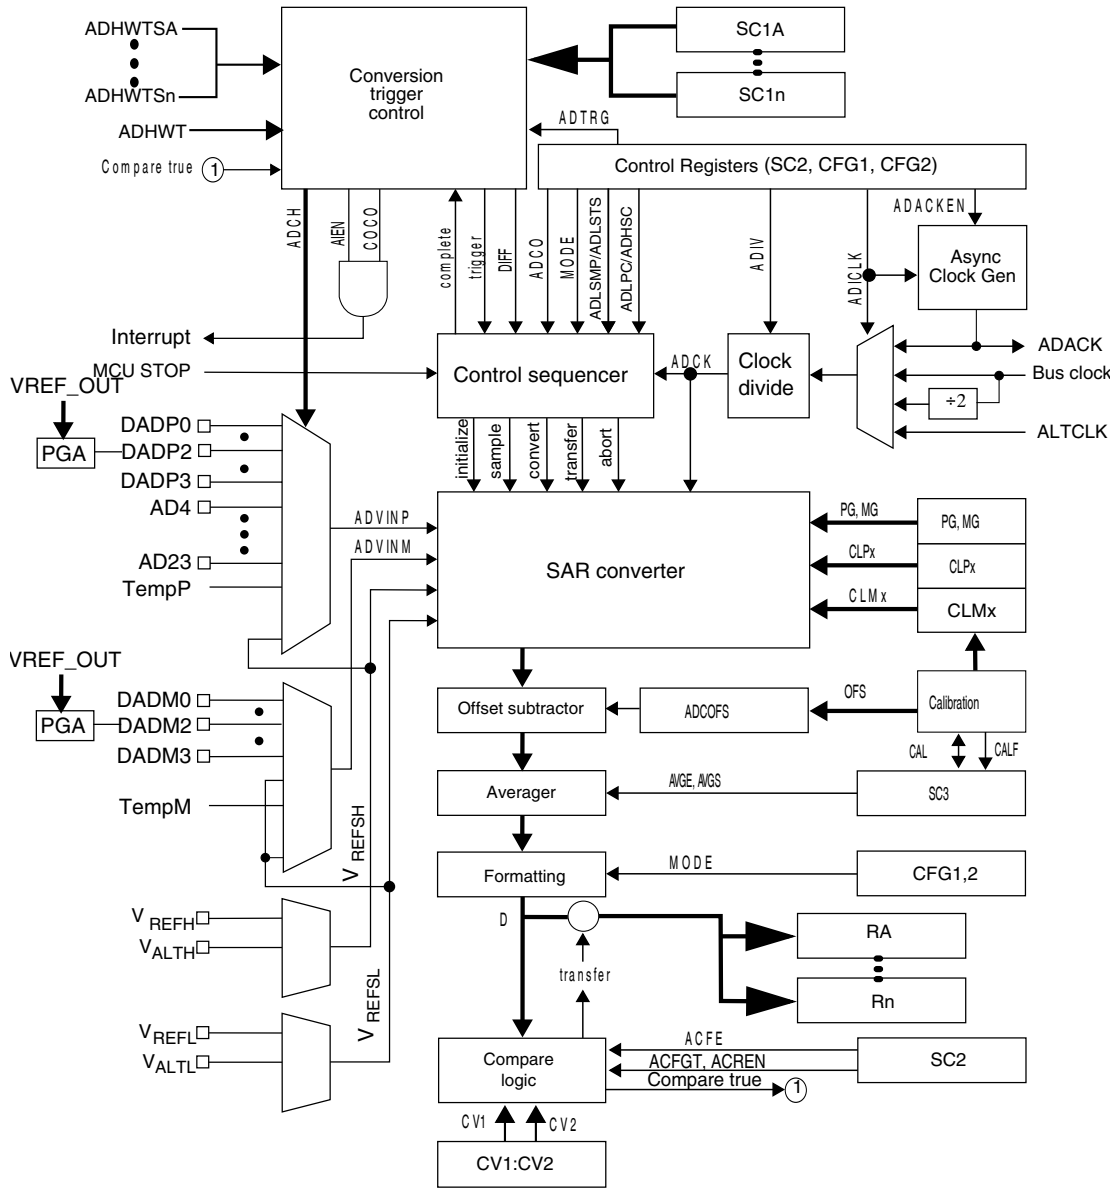 ADHWTSA
ADHWTSn
ADHWT
Compare true 1
Conversion
trigger
control
SC1A
SC1n
ADTRG
Control Registers (SC2, CFG1, CFG2)
ADCH
AIEN
COCO
complete
trigger
DIFF
ADCO
MODE
ADLSMP/ADLSTS
ADLPC/ADHSC
ADIV
ADICLK
ADACKEN
Async
Clock Gen
Interrupt
MCU STOP
Control sequencer
ADCK
Clock
divide
ADACK
Bus clock
÷2
ALTCLK
VREF_OUT
PGA
DADP0
DADP2
DADP3
AD4
AD23
TempP
initialize
sample
convert
transfer
abort
ADVINP
ADVINM
SAR converter
PG, MG
PG, MG
CLPx
CLPx
CLMx
CLMx
VREF_OUT
PGA
DADM0
DADM2
DADM3
TempM
Offset subtractor
ADCOFS
OFS
Calibration
CAL
CALF
Averager
AVGE, AVGS
SC3
VREFSH
Formatting
MODE
CFG1,2
VREFH
VALTH
D
transfer
RA
Rn
VREFSL
VREFL
VALTL
Compare
logic
ACFE
ACFGT, ACREN
Compare true 1
SC2
CV1
CV2
CV1:CV2